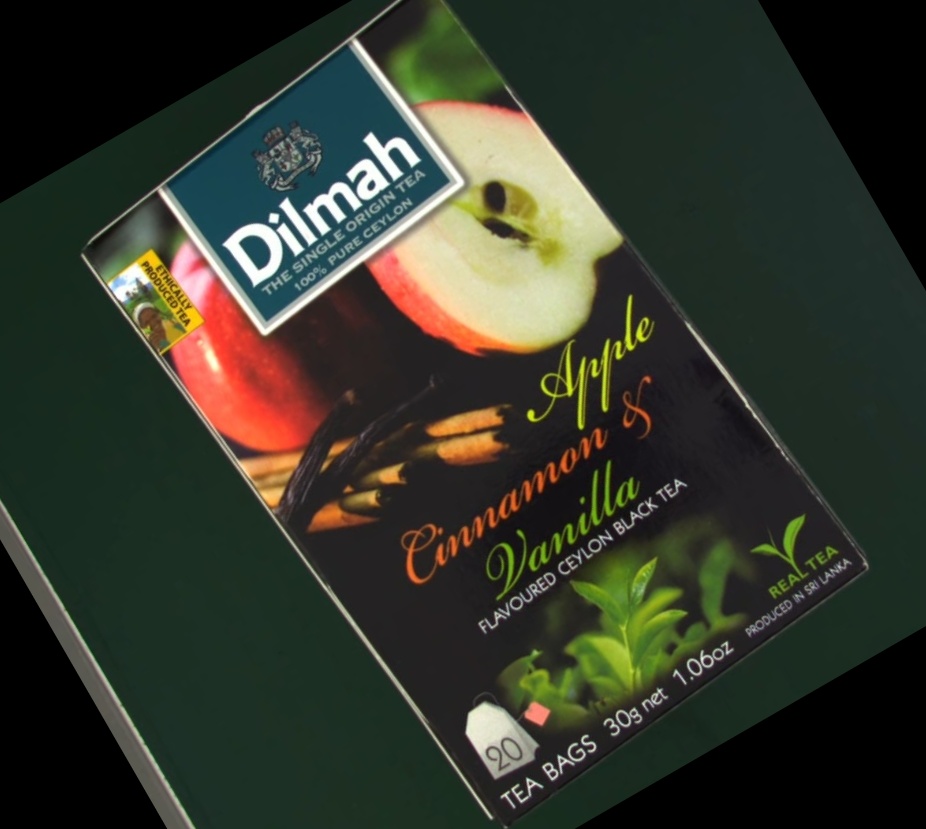 Dilmah
THE SINGLE ORIGIN TEA
100% PURE CEYLON
ETHICALLY
PRODUCED TEA
Apple
Cinnamon &
Vanilla
FLAVOURED CEYLON BLACK TEA
REAL TEA
PRODUCED IN SRI LANKA
20
TEA BAGS 30g net 1.06oz